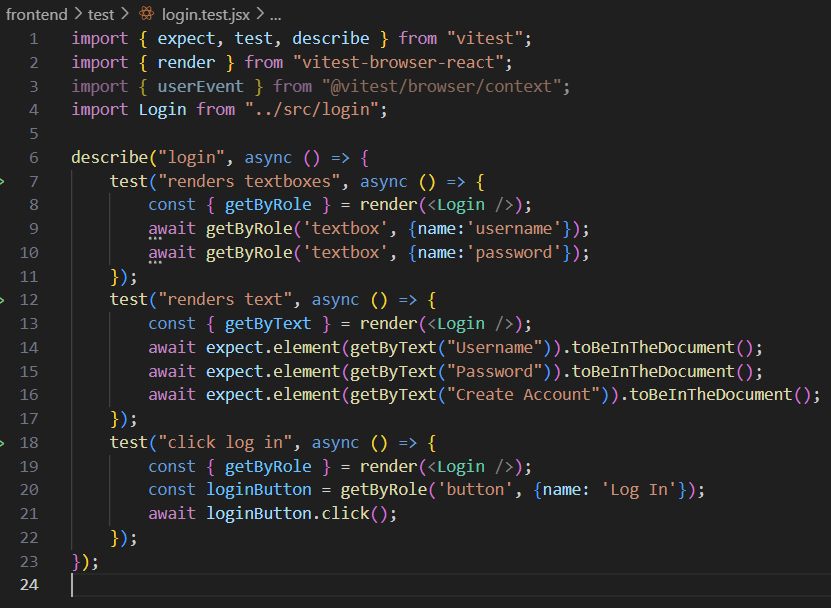 frontend > test > login.test.jsx > ...
1 import { expect, test, describe } from "vitest";
2 import { render } from "vitest-browser-react";
3 import { userEvent } from "@vitest/browser/context";
4 import Login from "../src/login";
5
6 describe("login", async () => {
7     test("renders textboxes", async () => {
8         const { getByRole } = render(<Login />);
9         await getByRole('textbox', {name:'username'});
10         await getByRole('textbox', {name:'password'});
11     });
12     test("renders text", async () => {
13         const { getByText } = render(<Login />);
14         await expect.element(getByText("Username")).toBeInTheDocument();
15         await expect.element(getByText("Password")).toBeInTheDocument();
16         await expect.element(getByText("Create Account")).toBeInTheDocument();
17     });
18     test("click log in", async () => {
19         const { getByRole } = render(<Login />);
20         const loginButton = getByRole('button', {name: 'Log In'});
21         await loginButton.click();
22     });
23 });
24